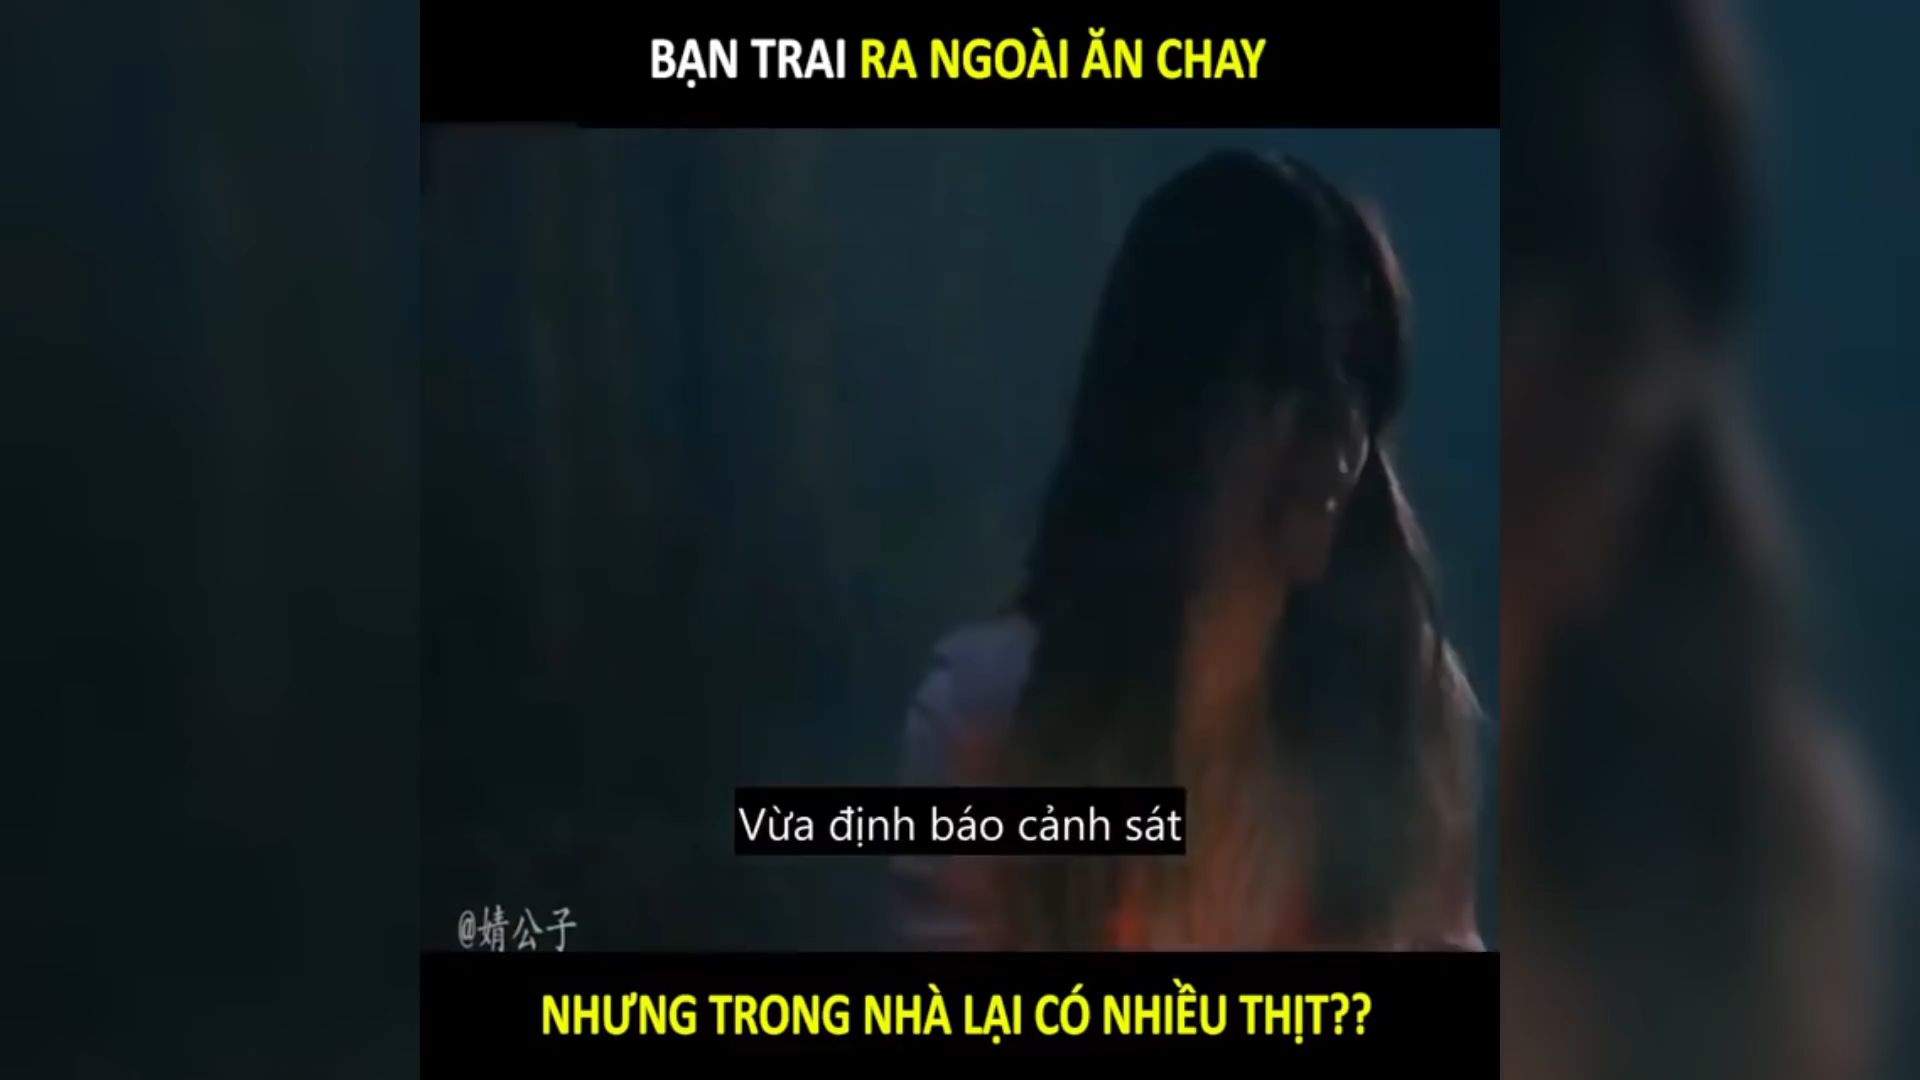 BẠN TRAI RA NGOÀI ĂN CHAY
Vừa định báo cảnh sát
@婧公子
NHƯNG TRONG NHÀ LẠI CÓ NHIỀU THỊT??